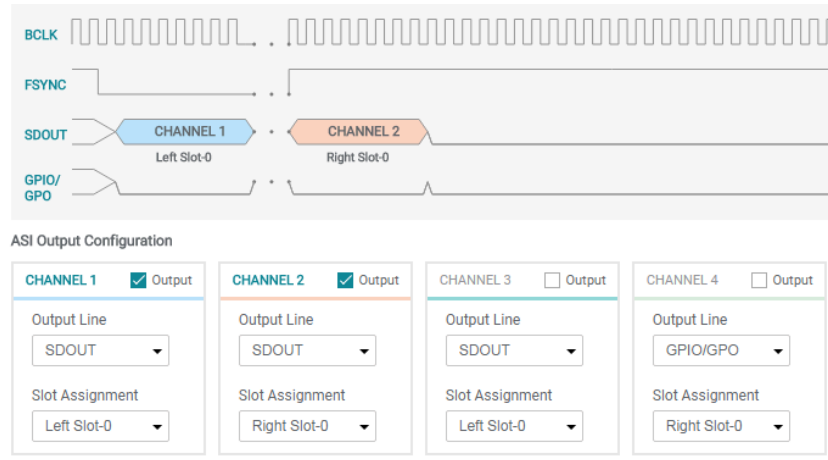 BCLK
FSYNC
SDOUT
CHANNEL 1
CHANNEL 2
Left Slot-0
Right Slot-0
GPIO/
GPO
ASI Output Configuration
CHANNEL 1
Output
CHANNEL 2
Output
CHANNEL 3
Output
CHANNEL 4
Output
Output Line
Output Line
Output Line
Output Line
SDOUT
SDOUT
SDOUT
GPIO/GPO
Slot Assignment
Slot Assignment
Slot Assignment
Slot Assignment
Left Slot-0
Right Slot-0
Left Slot-0
Right Slot-0